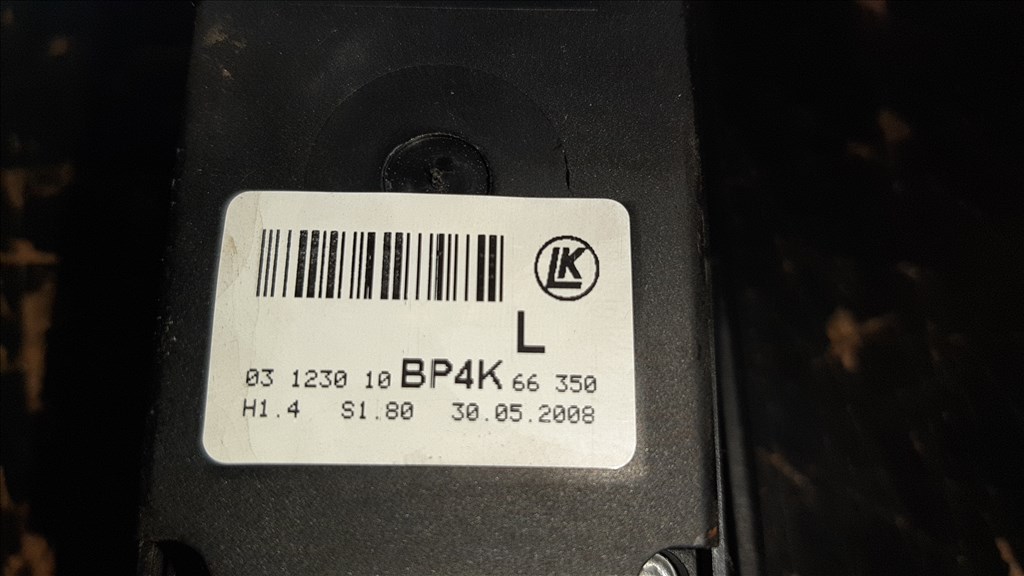 LK
L
03 1230 10 BP4K 66 350
H1.4 S1.80 30.05.2008